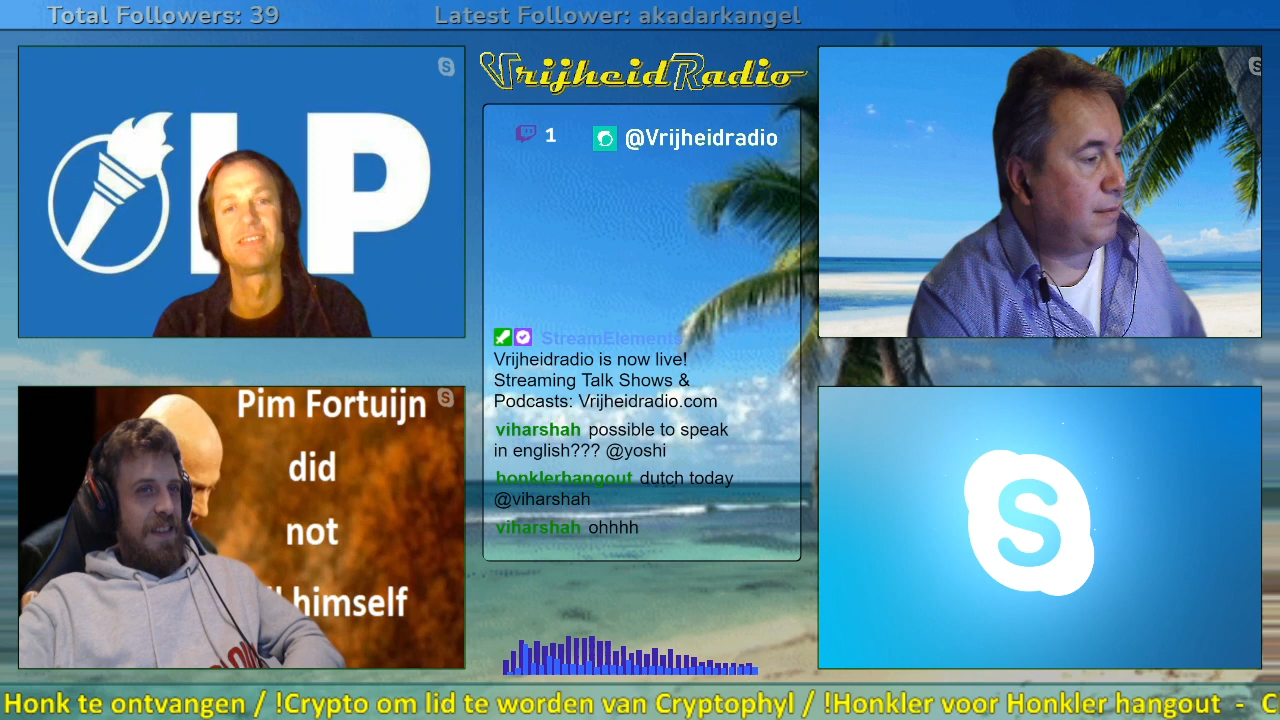 Total Followers: 39
Latest Follower: akadarkangel
VrijheidRadio
1
@Vrijheidradio
LP
StreamElements
Vrijheidradio is now live!
Streaming Talk Shows &
Podcasts: Vrijheidradio.com
viharshah possible to speak
in english??? @yoshi
honklerhangout dutch today
@viharshah
viharshah ohhhh
Pim Fortuijn
did
not
himself
S
Honk te ontvangen / !Crypto om lid te worden van Cryptophyl / !Honkler voor Honkler hangout - C